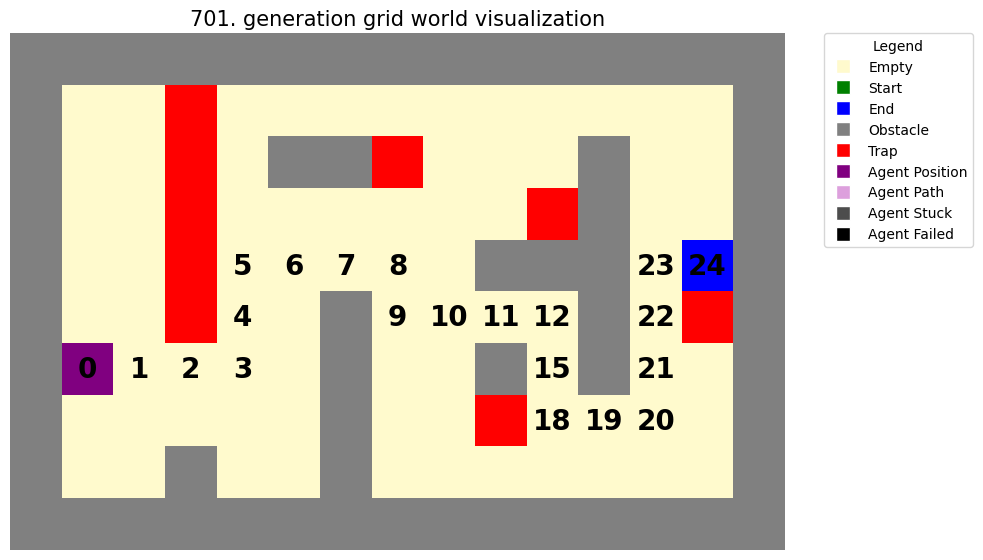 701. generation grid world visualization
Legend
Empty
Start
End
Obstacle
Trap
Agent Position
Agent Path
Agent Stuck
Agent Failed
5 6 7 8 23 24
4 9 10 11 12 22
0 1 2 3 15 21
18 19 20